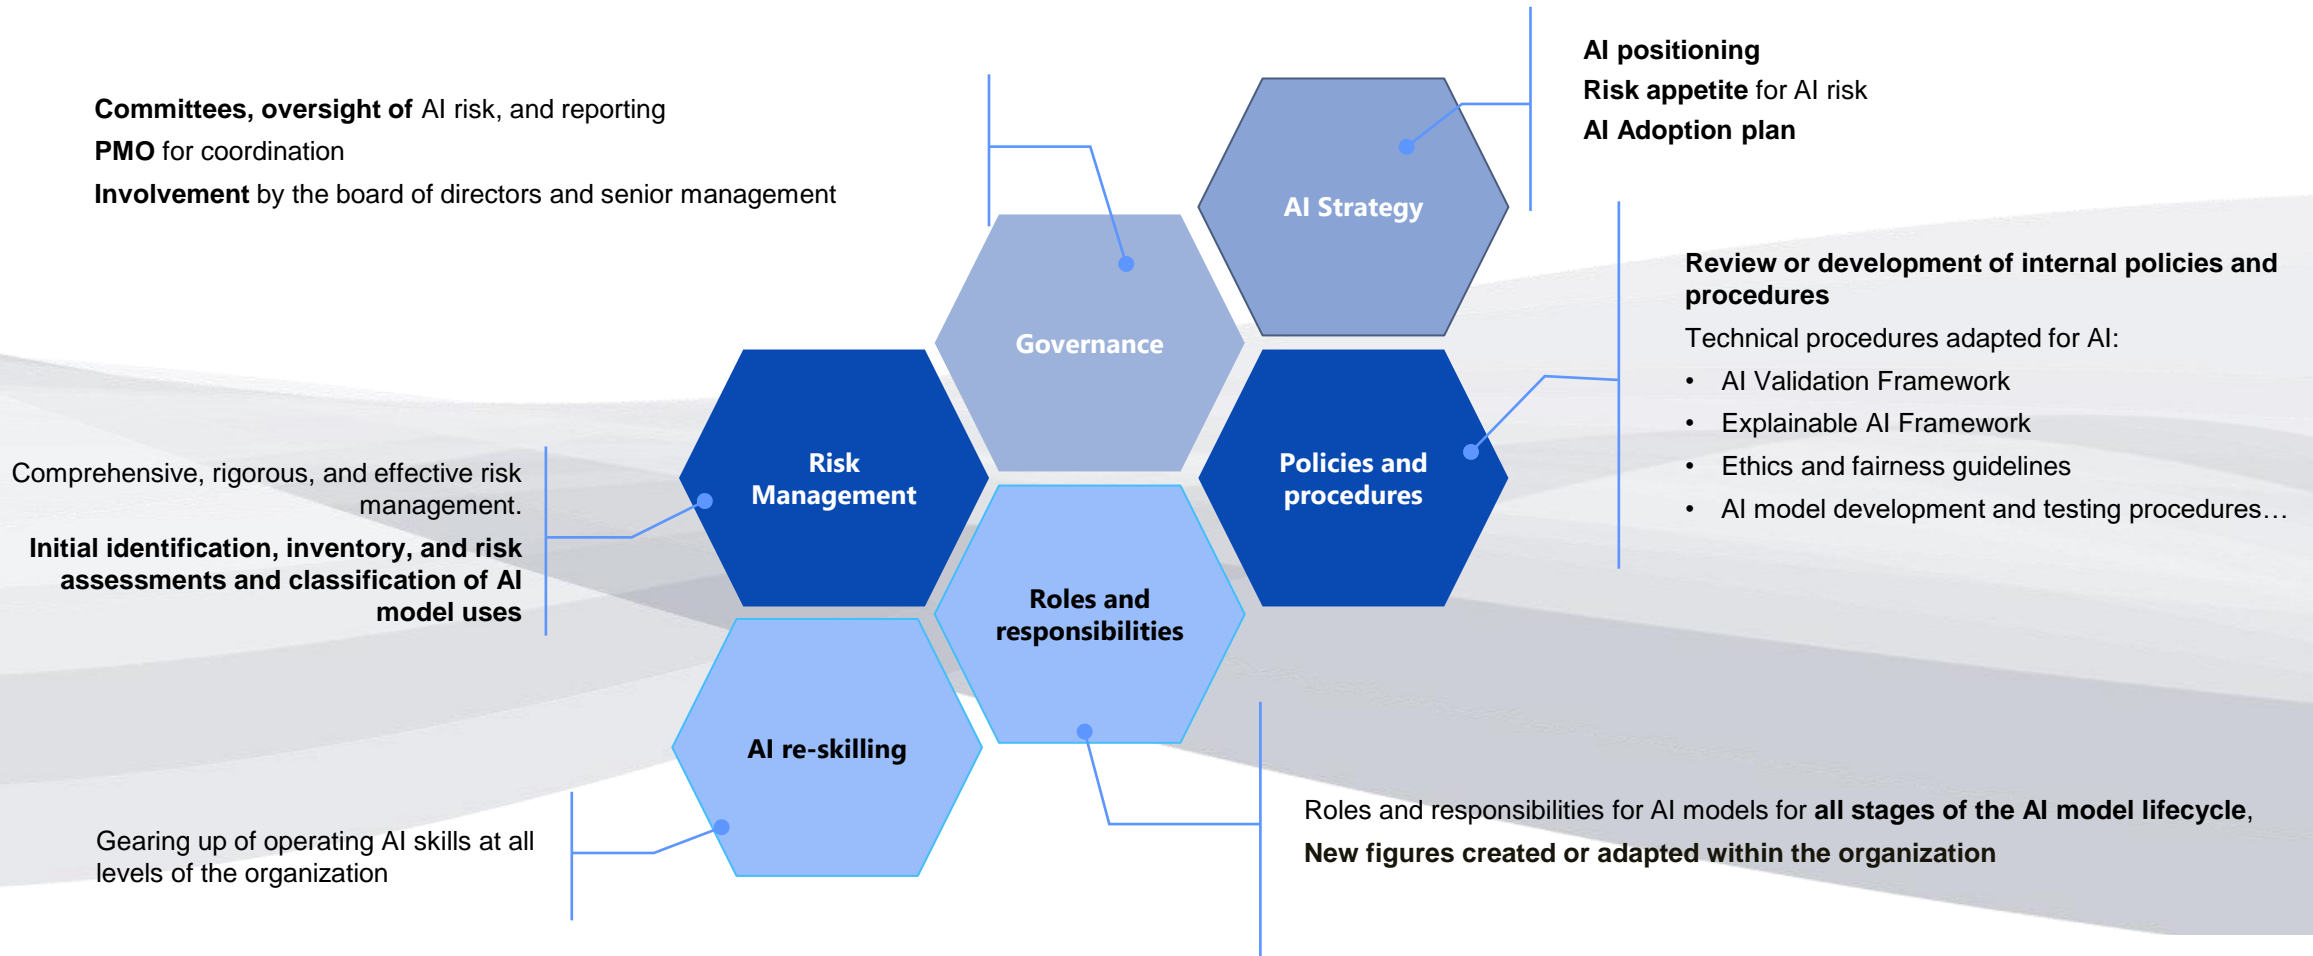 AI positioning
Risk appetite for AI risk
AI Adoption plan
Committees, oversight of AI risk, and reporting
PMO for coordination
Involvement by the board of directors and senior management
AI Strategy
Governance
Review or development of internal policies and
procedures
Technical procedures adapted for AI:
• AI Validation Framework
• Explainable AI Framework
• Ethics and fairness guidelines
• AI model development and testing procedures…
Risk
Management
Policies and
procedures
Comprehensive, rigorous, and effective risk
management.
Initial identification, inventory, and risk
assessments and classification of AI
model uses
Roles and
responsibilities
AI re-skilling
Gearing up of operating AI skills at all
levels of the organization
Roles and responsibilities for AI models for all stages of the AI model lifecycle,
New figures created or adapted within the organization